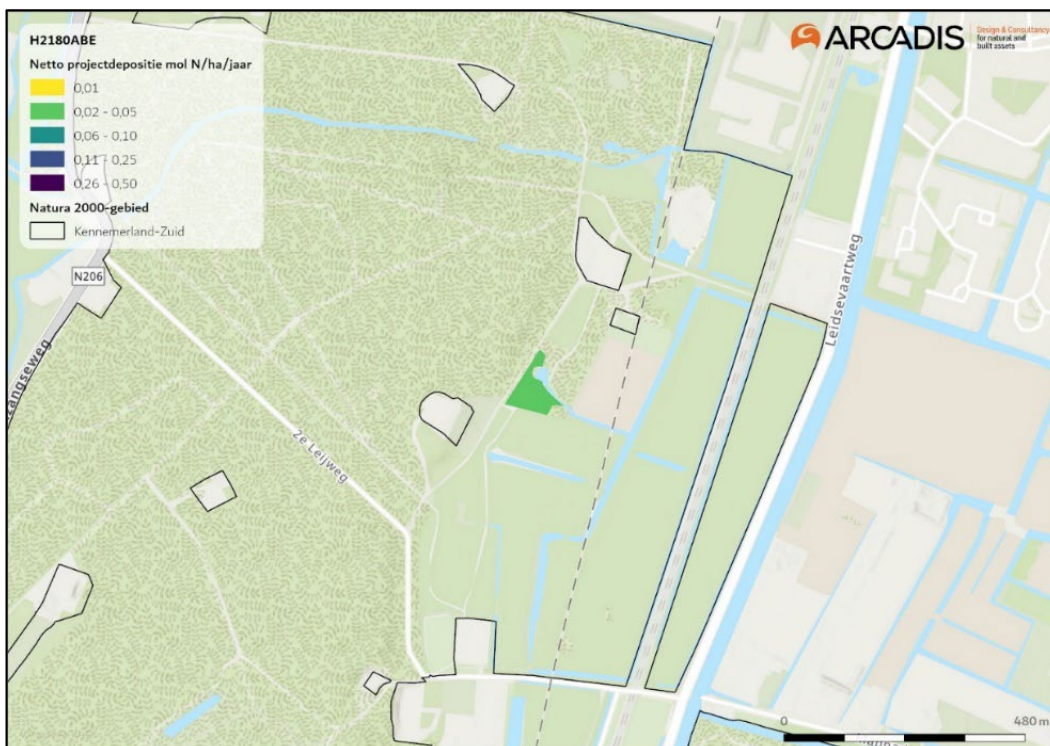 H2180ABE
Netto projectdepositie mol N/ha/jaar
0,01
0,02 - 0,05
0,06 - 0,10
0,11 - 0,25
0,26 - 0,50
Natura 2000-gebied
Kennemerland-Zuid
ARCADIS
Design & Consultancy
for natural and
built assets
N206
zangseweg
2e Leijweg
Leidsevaartweg
0
480 m